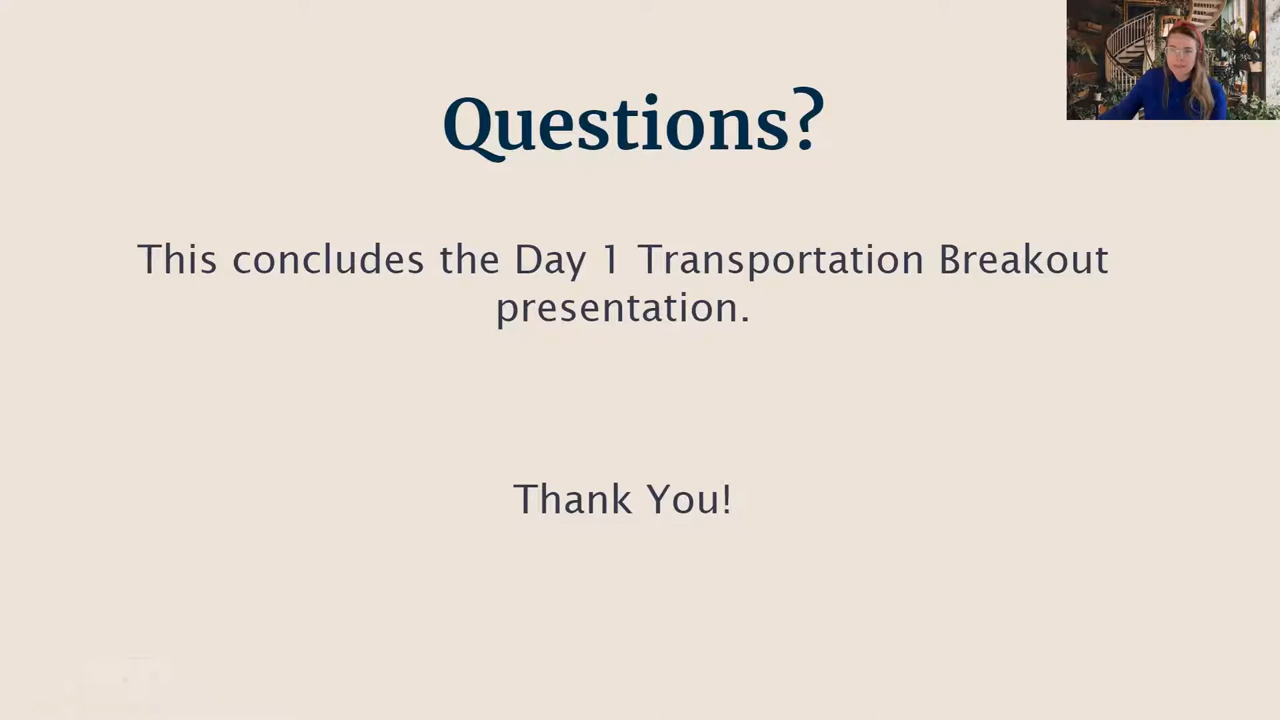 Questions?
This concludes the Day 1 Transportation Breakout
presentation.
Thank You!